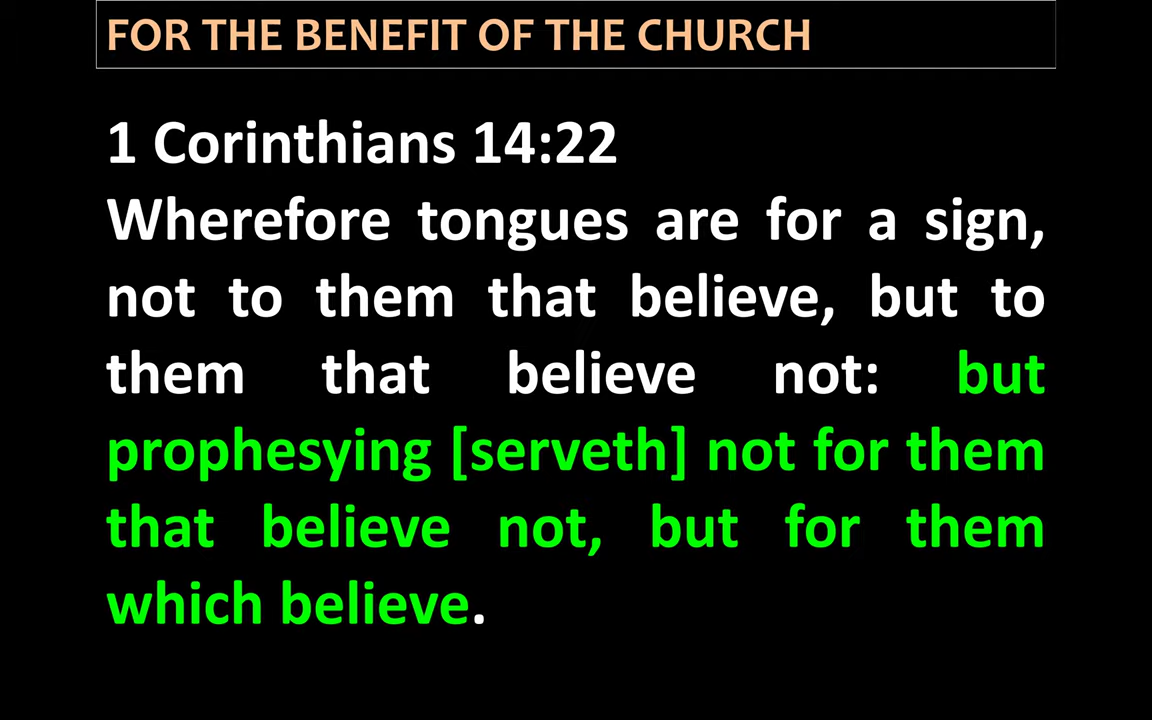 FOR THE BENEFIT OF THE CHURCH
1 Corinthians 14:22
Wherefore tongues are for a sign,
not to them that believe, but to
them that believe not: but
prophesying [serveth] not for them
that believe not, but for them
which believe.